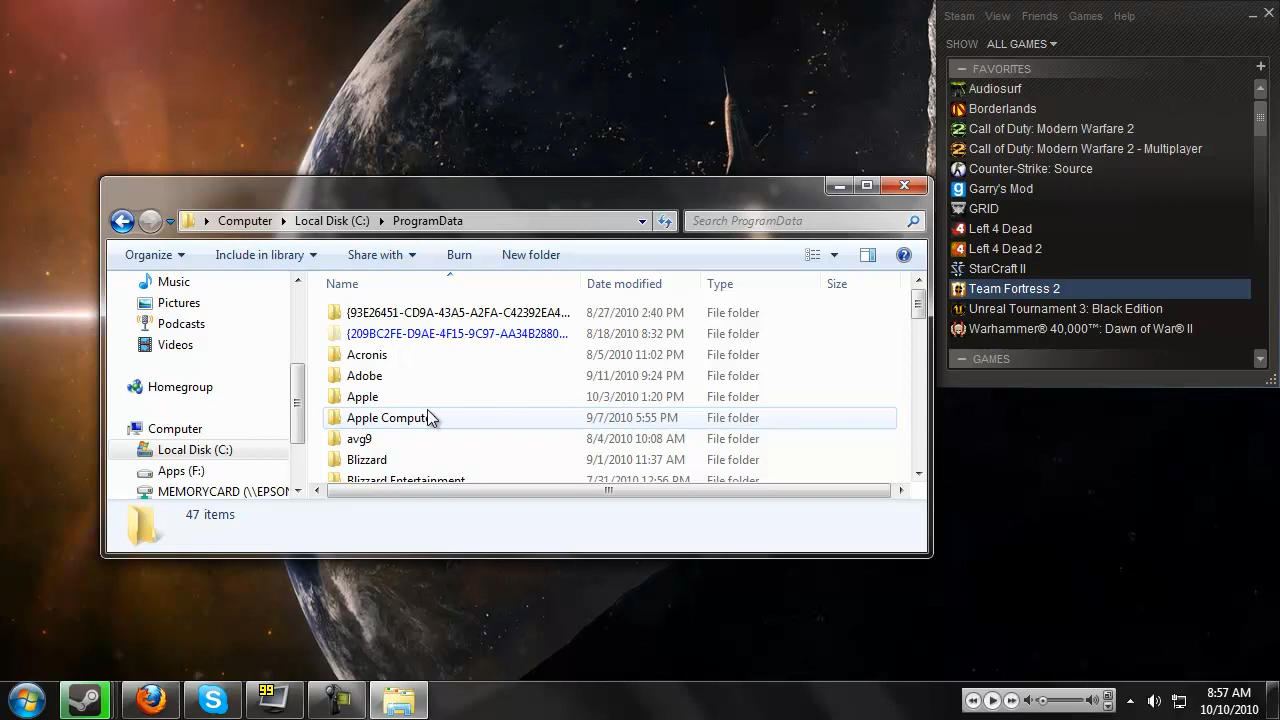 Steam View Friends Games Help
SHOW ALL GAMES
FAVORITES +
Audiosurf
Borderlands
Call of Duty: Modern Warfare 2
Call of Duty: Modern Warfare 2 - Multiplayer
Counter-Strike: Source
Garry's Mod
GRID
Left 4 Dead
Left 4 Dead 2
StarCraft II
Team Fortress 2
Unreal Tournament 3: Black Edition
Warhammer® 40,000™: Dawn of War® II
GAMES
Computer Local Disk (C:) ProgramData Search ProgramData
Organize Include in library Share with Burn New folder
Music
Pictures
Podcasts
Videos
Homegroup
Computer
Local Disk (C:)
Apps (F:)
MEMORYCARD (\\EPSON
Name Date modified Type Size
{93E26451-CD9A-43A5-A2FA-C42392EA4... 8/27/2010 2:40 PM File folder
{209BC2FE-D9AE-4F15-9C97-AA34B2880... 8/18/2010 8:32 PM File folder
Acronis 8/5/2010 11:02 PM File folder
Adobe 9/11/2010 9:24 PM File folder
Apple 10/3/2010 1:20 PM File folder
Apple Computer 9/7/2010 5:55 PM File folder
avg9 8/4/2010 10:08 AM File folder
Blizzard 9/1/2010 11:37 AM File folder
Blizzard Entertainment 7/31/2010 12:56 PM File folder
47 items
99
8:57 AM
10/10/2010